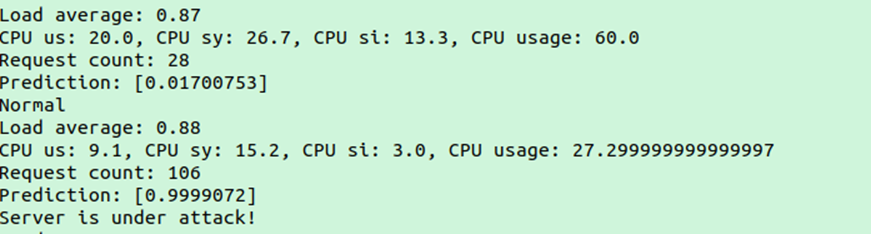 Load average: 0.87
CPU us: 20.0, CPU sy: 26.7, CPU si: 13.3, CPU usage: 60.0
Request count: 28
Prediction: [0.01700753]
Normal
Load average: 0.88
CPU us: 9.1, CPU sy: 15.2, CPU si: 3.0, CPU usage: 27.299999999999997
Request count: 106
Prediction: [0.9999072]
Server is under attack!